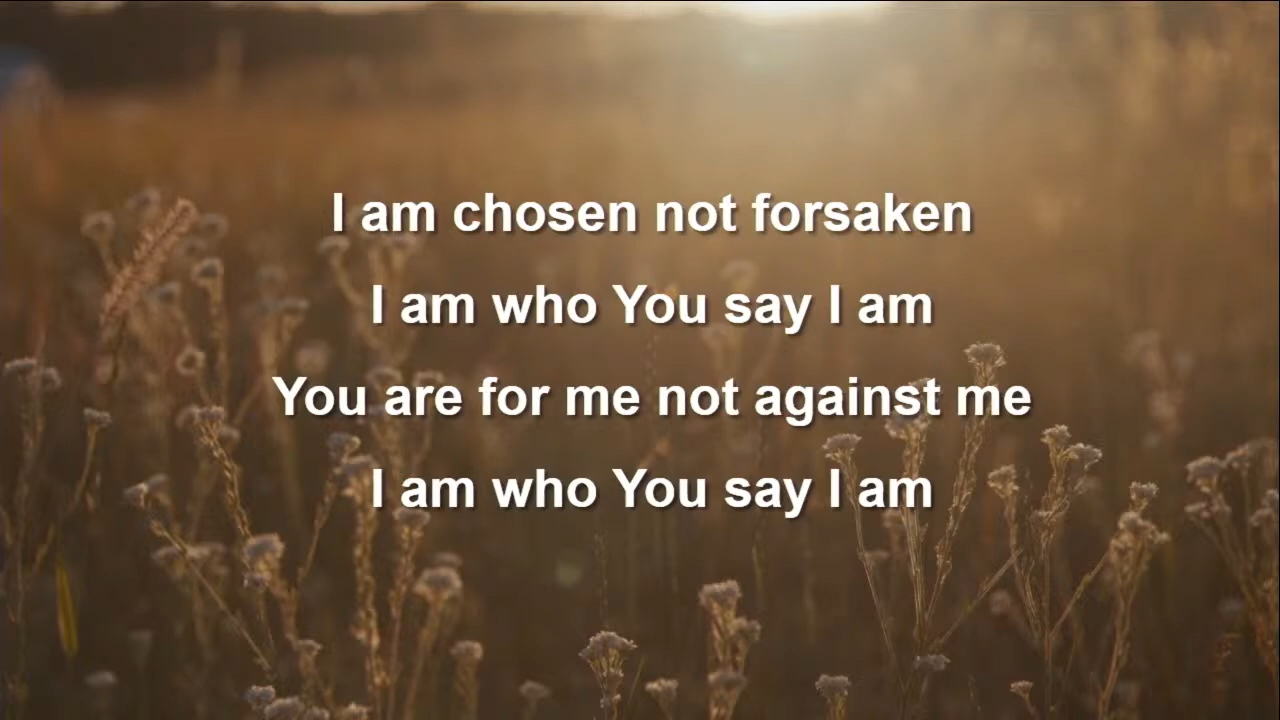 I am chosen not forsaken
I am who You say I am
You are for me not against me
I am who You say I am